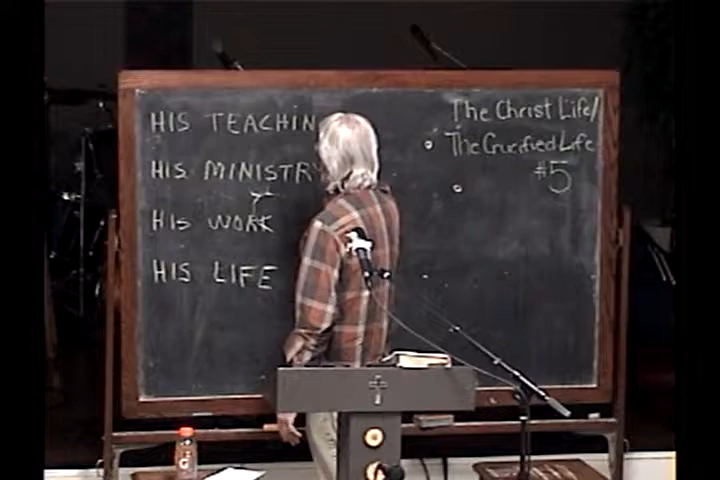 HIS TEACHIN
HIS MINISTRY
HIS WORK
HIS LIFE
The Christ Life/
The Crucified Life
#5